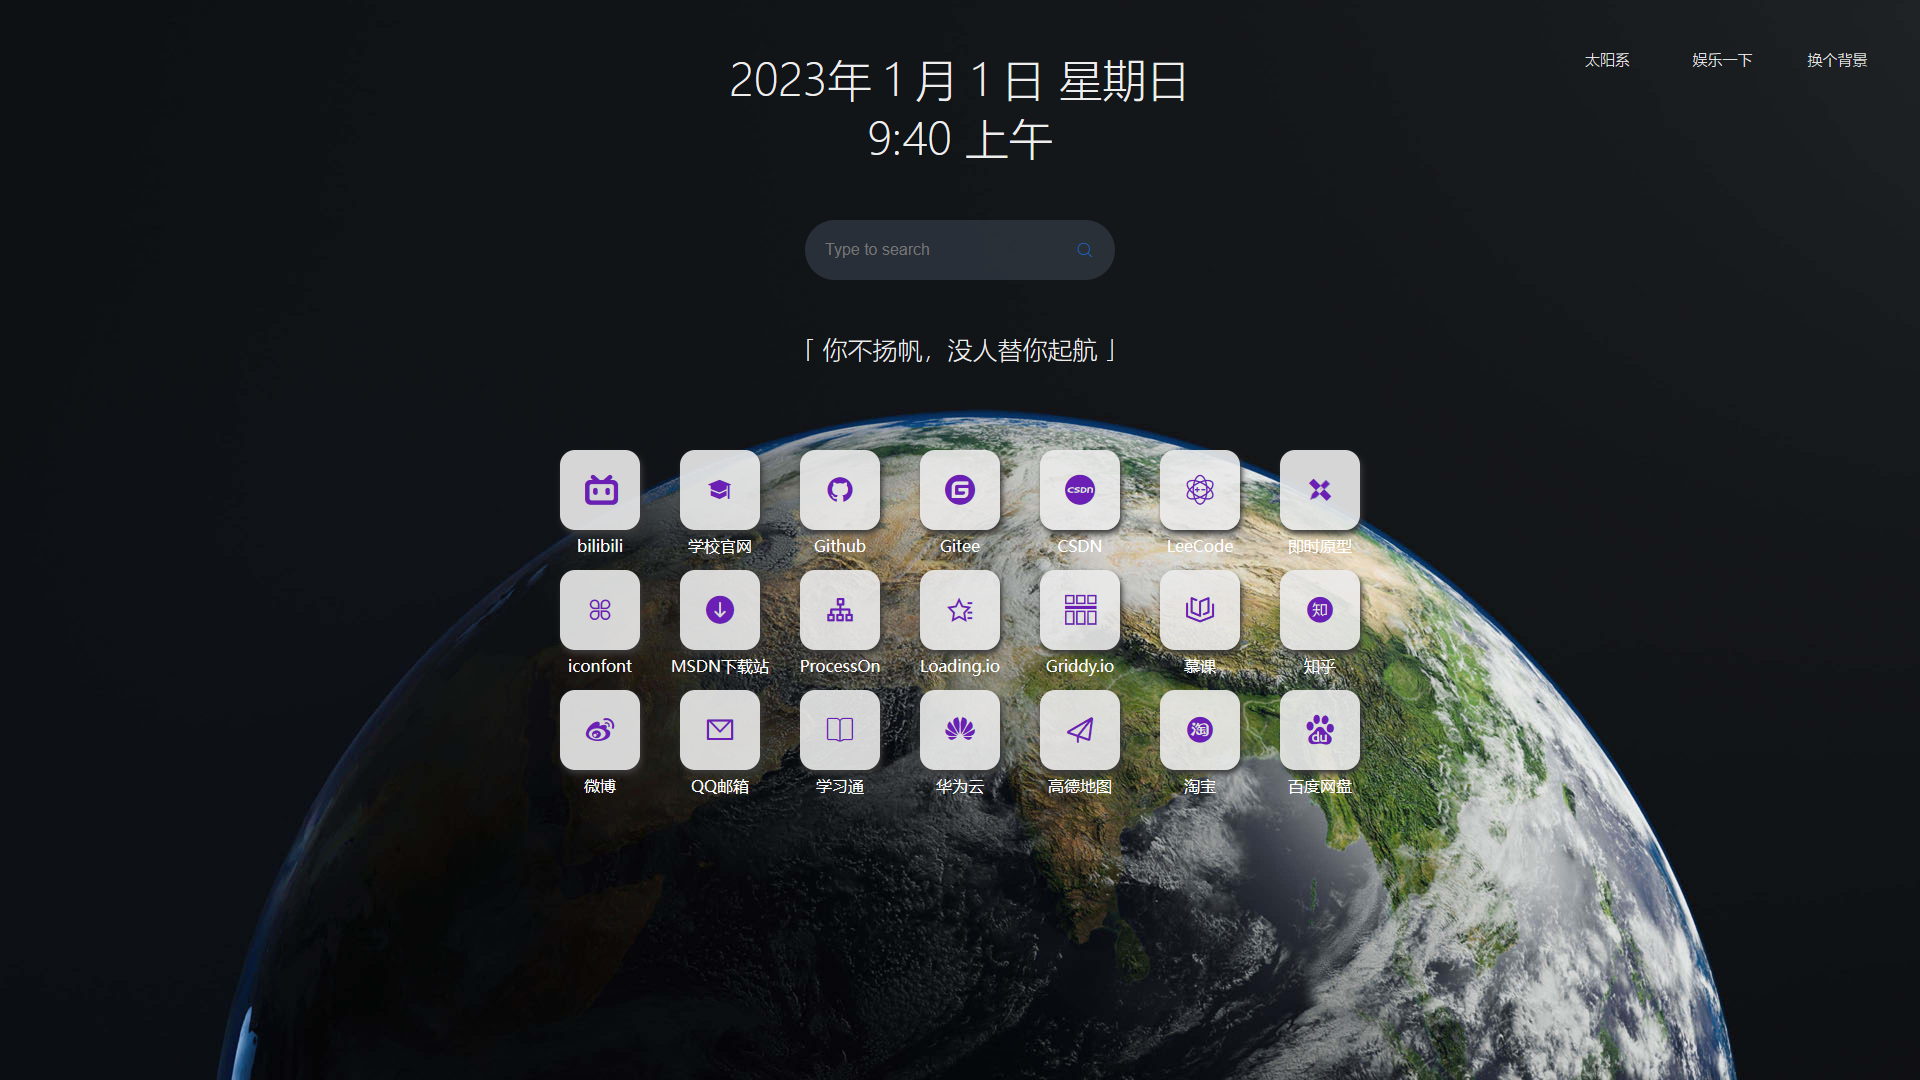 太阳系 娱乐一下 换个背景
2023年 1 月 1 日 星期日
9:40 上午
Type to search
「 你不扬帆，没人替你起航 」
CSDN
bilibili 学校官网 Github Gitee CSDN LeeCode 即时原型
知
iconfont MSDN下载站 ProcessOn Loading.io Griddy.io 慕课 知乎
淘 du
微博 QQ邮箱 学习通 华为云 高德地图 淘宝 百度网盘